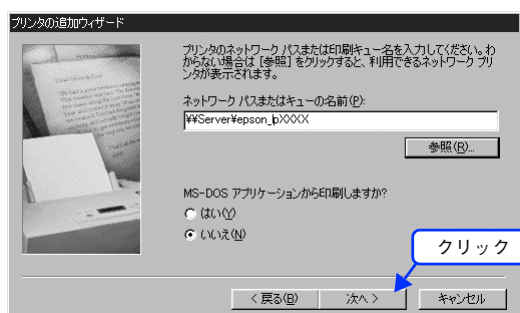 プリンタの追加ウィザード
プリンタのネットワーク パスまたは印刷キュー名を入力してください。わ
からない場合は [参照] をクリックすると、利用できるネットワーク プリ
ンタが表示されます。
ネットワーク パスまたはキューの名前(P):
¥¥Server¥epson_lpXXXX
参照(R)...
MS-DOS アプリケーションから印刷しますか?
はい(Y)
いいえ(N)
クリック
< 戻る(B)
次へ >
キャンセル